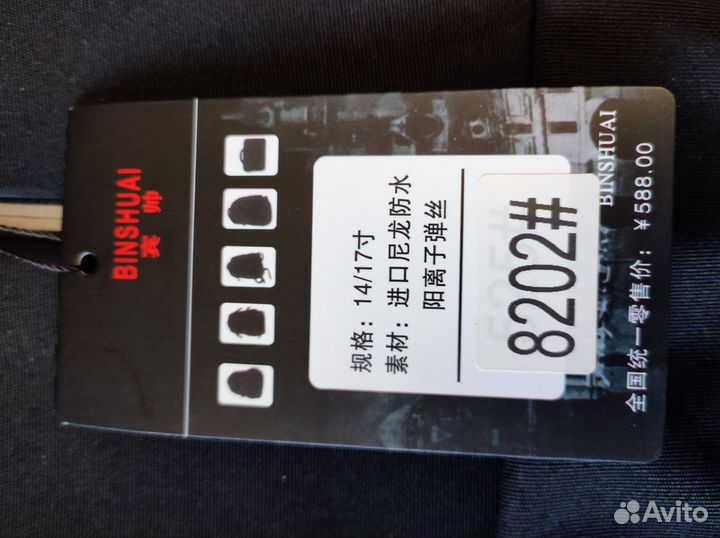 BINSHUAI
宾 帅
规格：14/17寸
素材：进口尼龙防水
阳离子弹丝
8202#
BINSHUAI
全国统一零售价：￥588.00
Avito